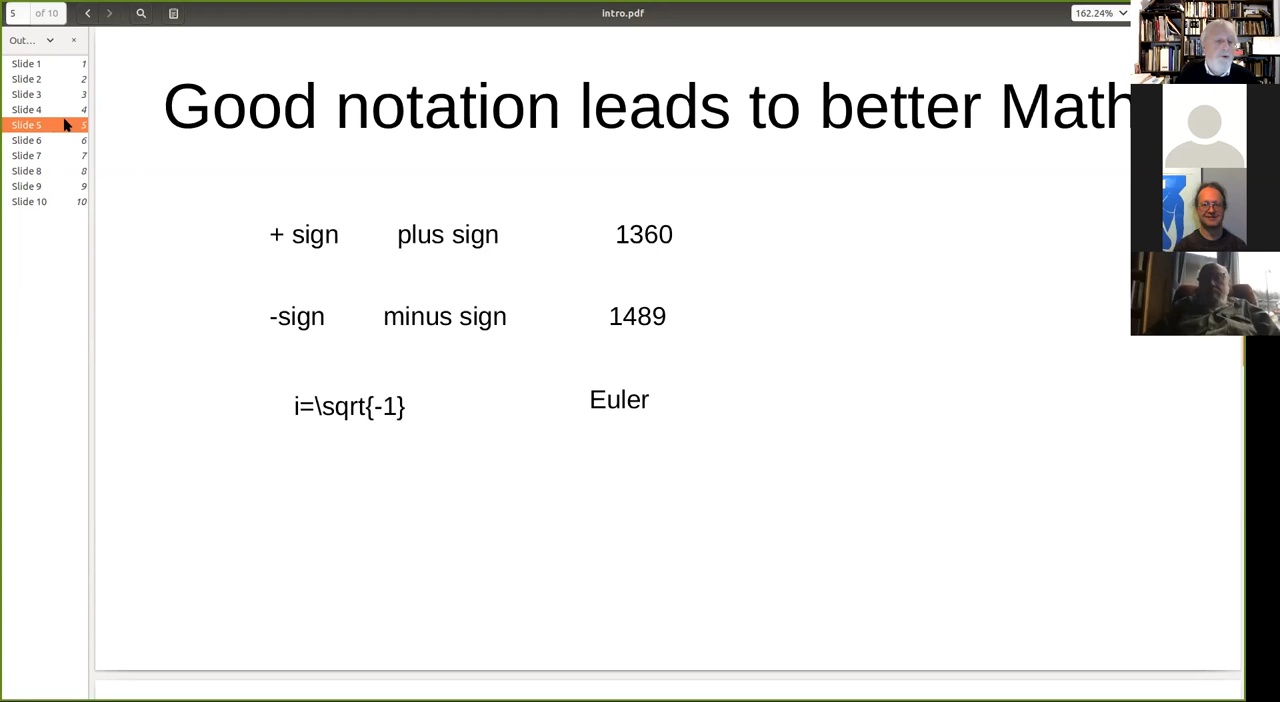 5 of 10
intro.pdf
162.24%
Out...
Slide 1 1
Slide 2 2
Slide 3 3
Slide 4 4
Slide 5 5
Slide 6 6
Slide 7 7
Slide 8 8
Slide 9 9
Slide 10 10
Good notation leads to better Math
+ sign plus sign 1360
-sign minus sign 1489
i=\sqrt{-1} Euler